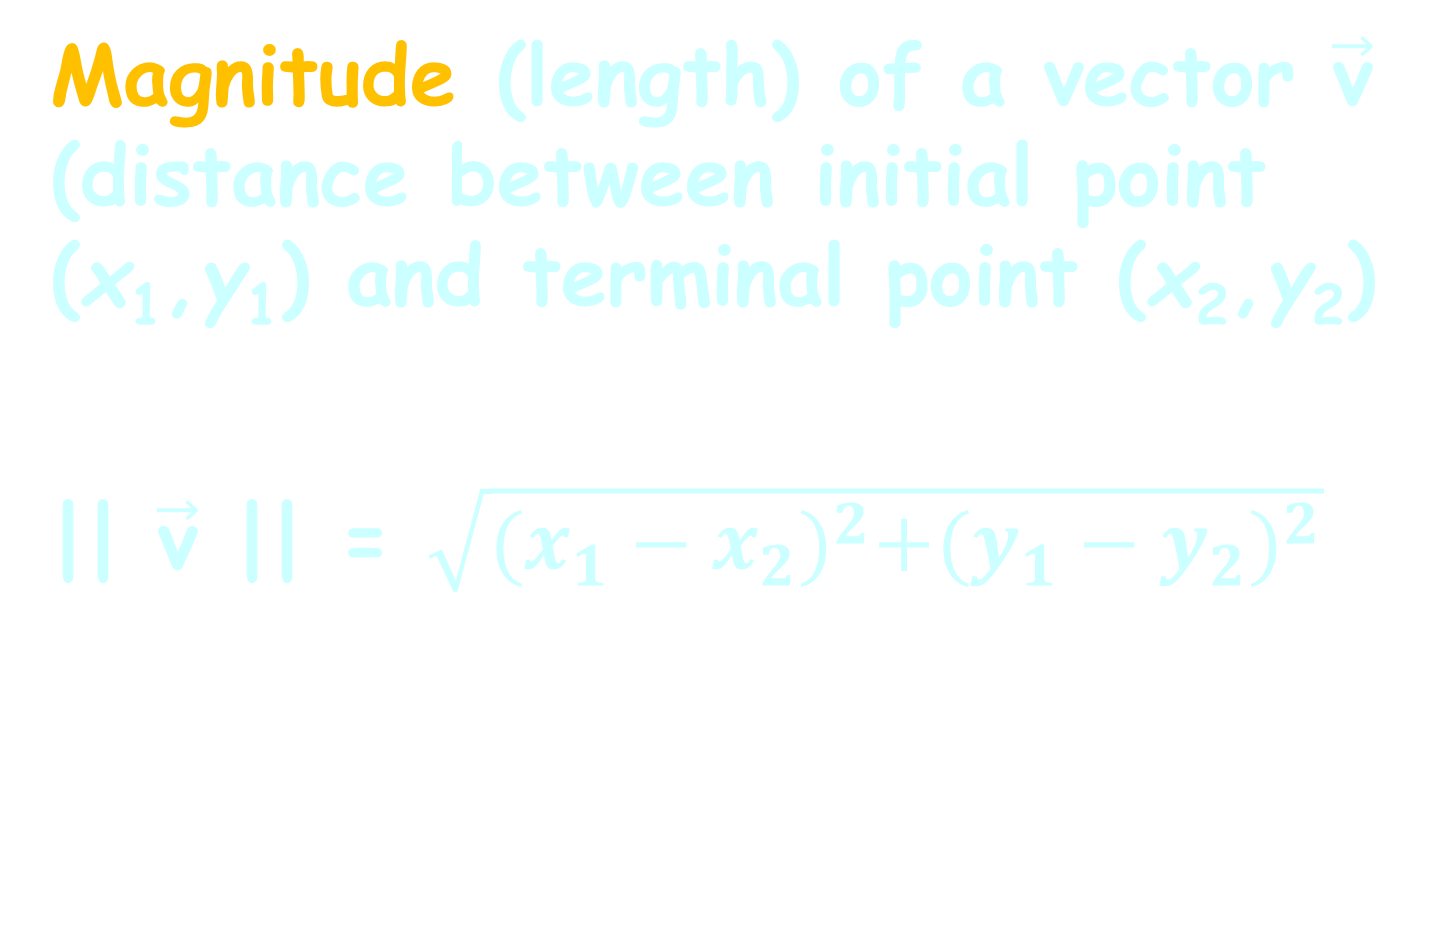 Magnitude (length) of a vector v⃗
(distance between initial point
(x₁,y₁) and terminal point (x₂,y₂)
|| v⃗ || = √((x₁ − x₂)²+(y₁ − y₂)²)